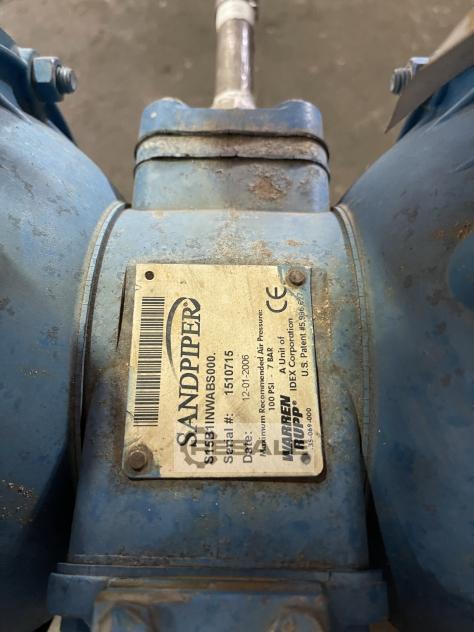 SANDPIPER®
S15B1INWABS000.
Serial #: 1510715
Date: 12-01-2006
Maximum Recommended Air Pressure:
100 PSI - 7 BAR
WARREN RUPP®
A Unit of
IDEX Corporation
U.S. Patent
CE